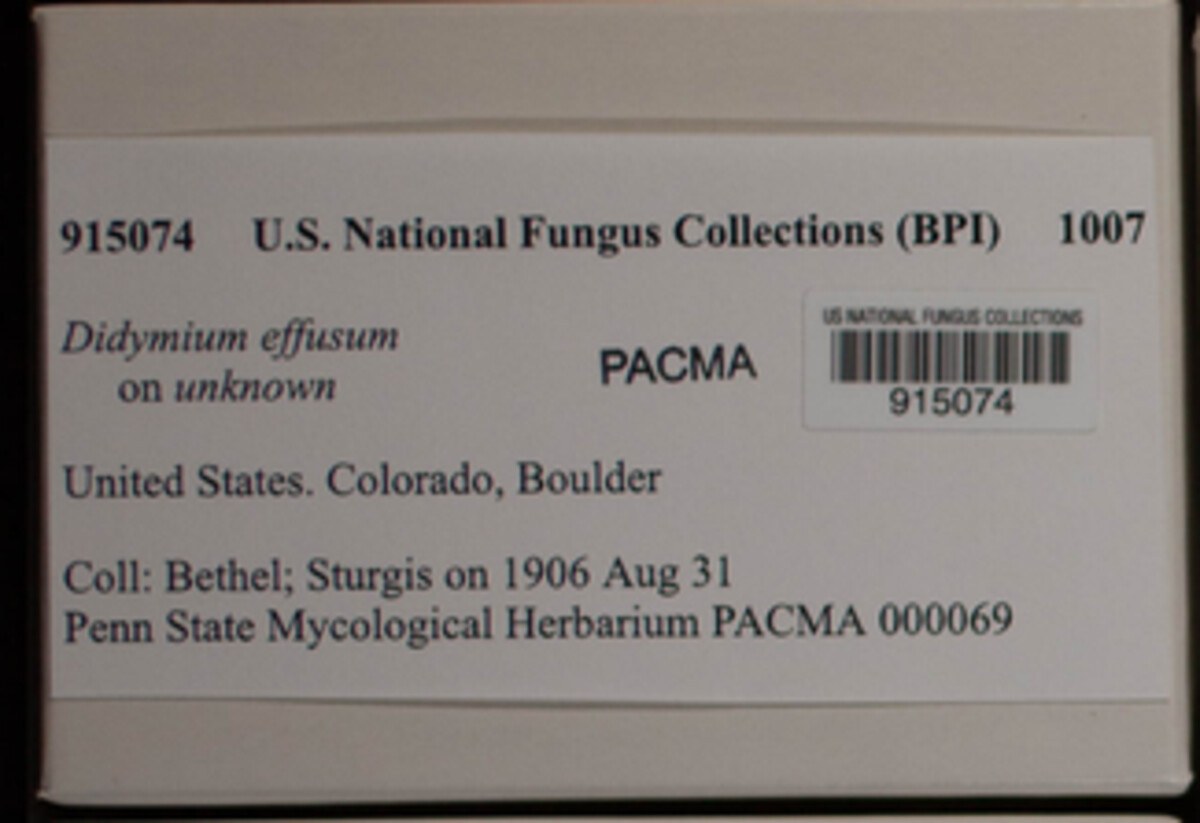 915074 U.S. National Fungus Collections (BPI) 1007
Didymium effusum
on unknown
PACMA
US NATIONAL FUNGUS COLLECTIONS
915074
United States. Colorado, Boulder
Coll: Bethel; Sturgis on 1906 Aug 31
Penn State Mycological Herbarium PACMA 000069